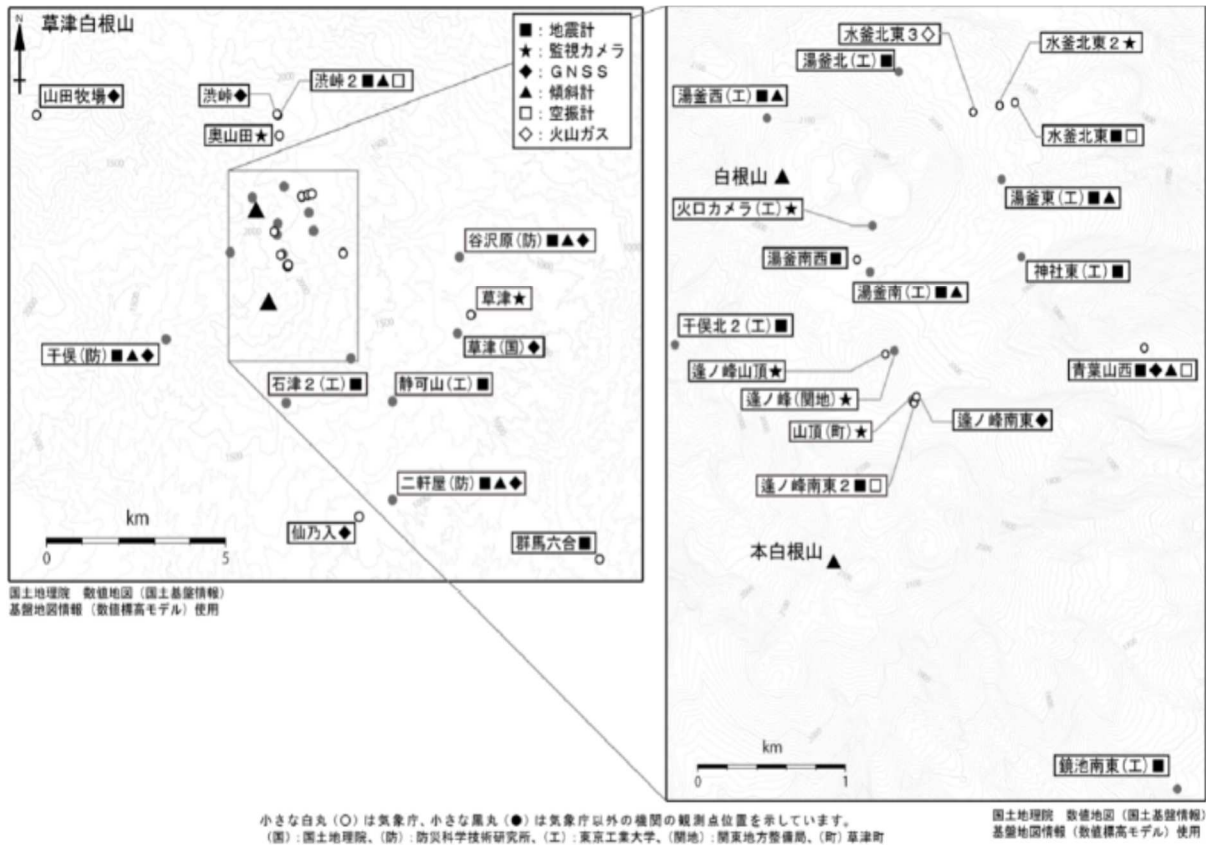 草津白根山
N
■：地震計
★：監視カメラ
◆：ＧＮＳＳ
▲：傾斜計
□：空振計
◇：火山ガス
山田牧場◆
渋峠◆
渋峠２■▲□
奥山田★
谷沢原(防)■▲◆
草津★
草津(国)◆
干俣(防)■▲◆
石津２(工)■
静可山(工)■
二軒屋(防)■▲◆
仙乃入◆
群馬六合■
km
0 5
国土地理院　数値地図（国土基盤情報）
基盤地図情報（数値標高モデル）使用
水釜北東３◇
水釜北東２★
湯釜北(工)■
湯釜西(工)■▲
水釜北東■□
白根山▲
湯釜東(工)■▲
火口カメラ(工)★
湯釜南西■
神社東(工)■
湯釜南(工)■▲
干俣北２(工)■
逢ノ峰山頂★
青葉山西■◆▲□
逢ノ峰(関地)★
山頂(町)★
逢ノ峰南東◆
逢ノ峰南東２■□
本白根山▲
km
0 1
鏡池南東(工)■
国土地理院　数値地図（国土基盤情報）
基盤地図情報（数値標高モデル）使用
小さな白丸（○）は気象庁、小さな黒丸（●）は気象庁以外の機関の観測点位置を示しています。
（国）：国土地理院、（防）：防災科学技術研究所、（工）：東京工業大学、（関地）：関東地方整備局、（町）草津町